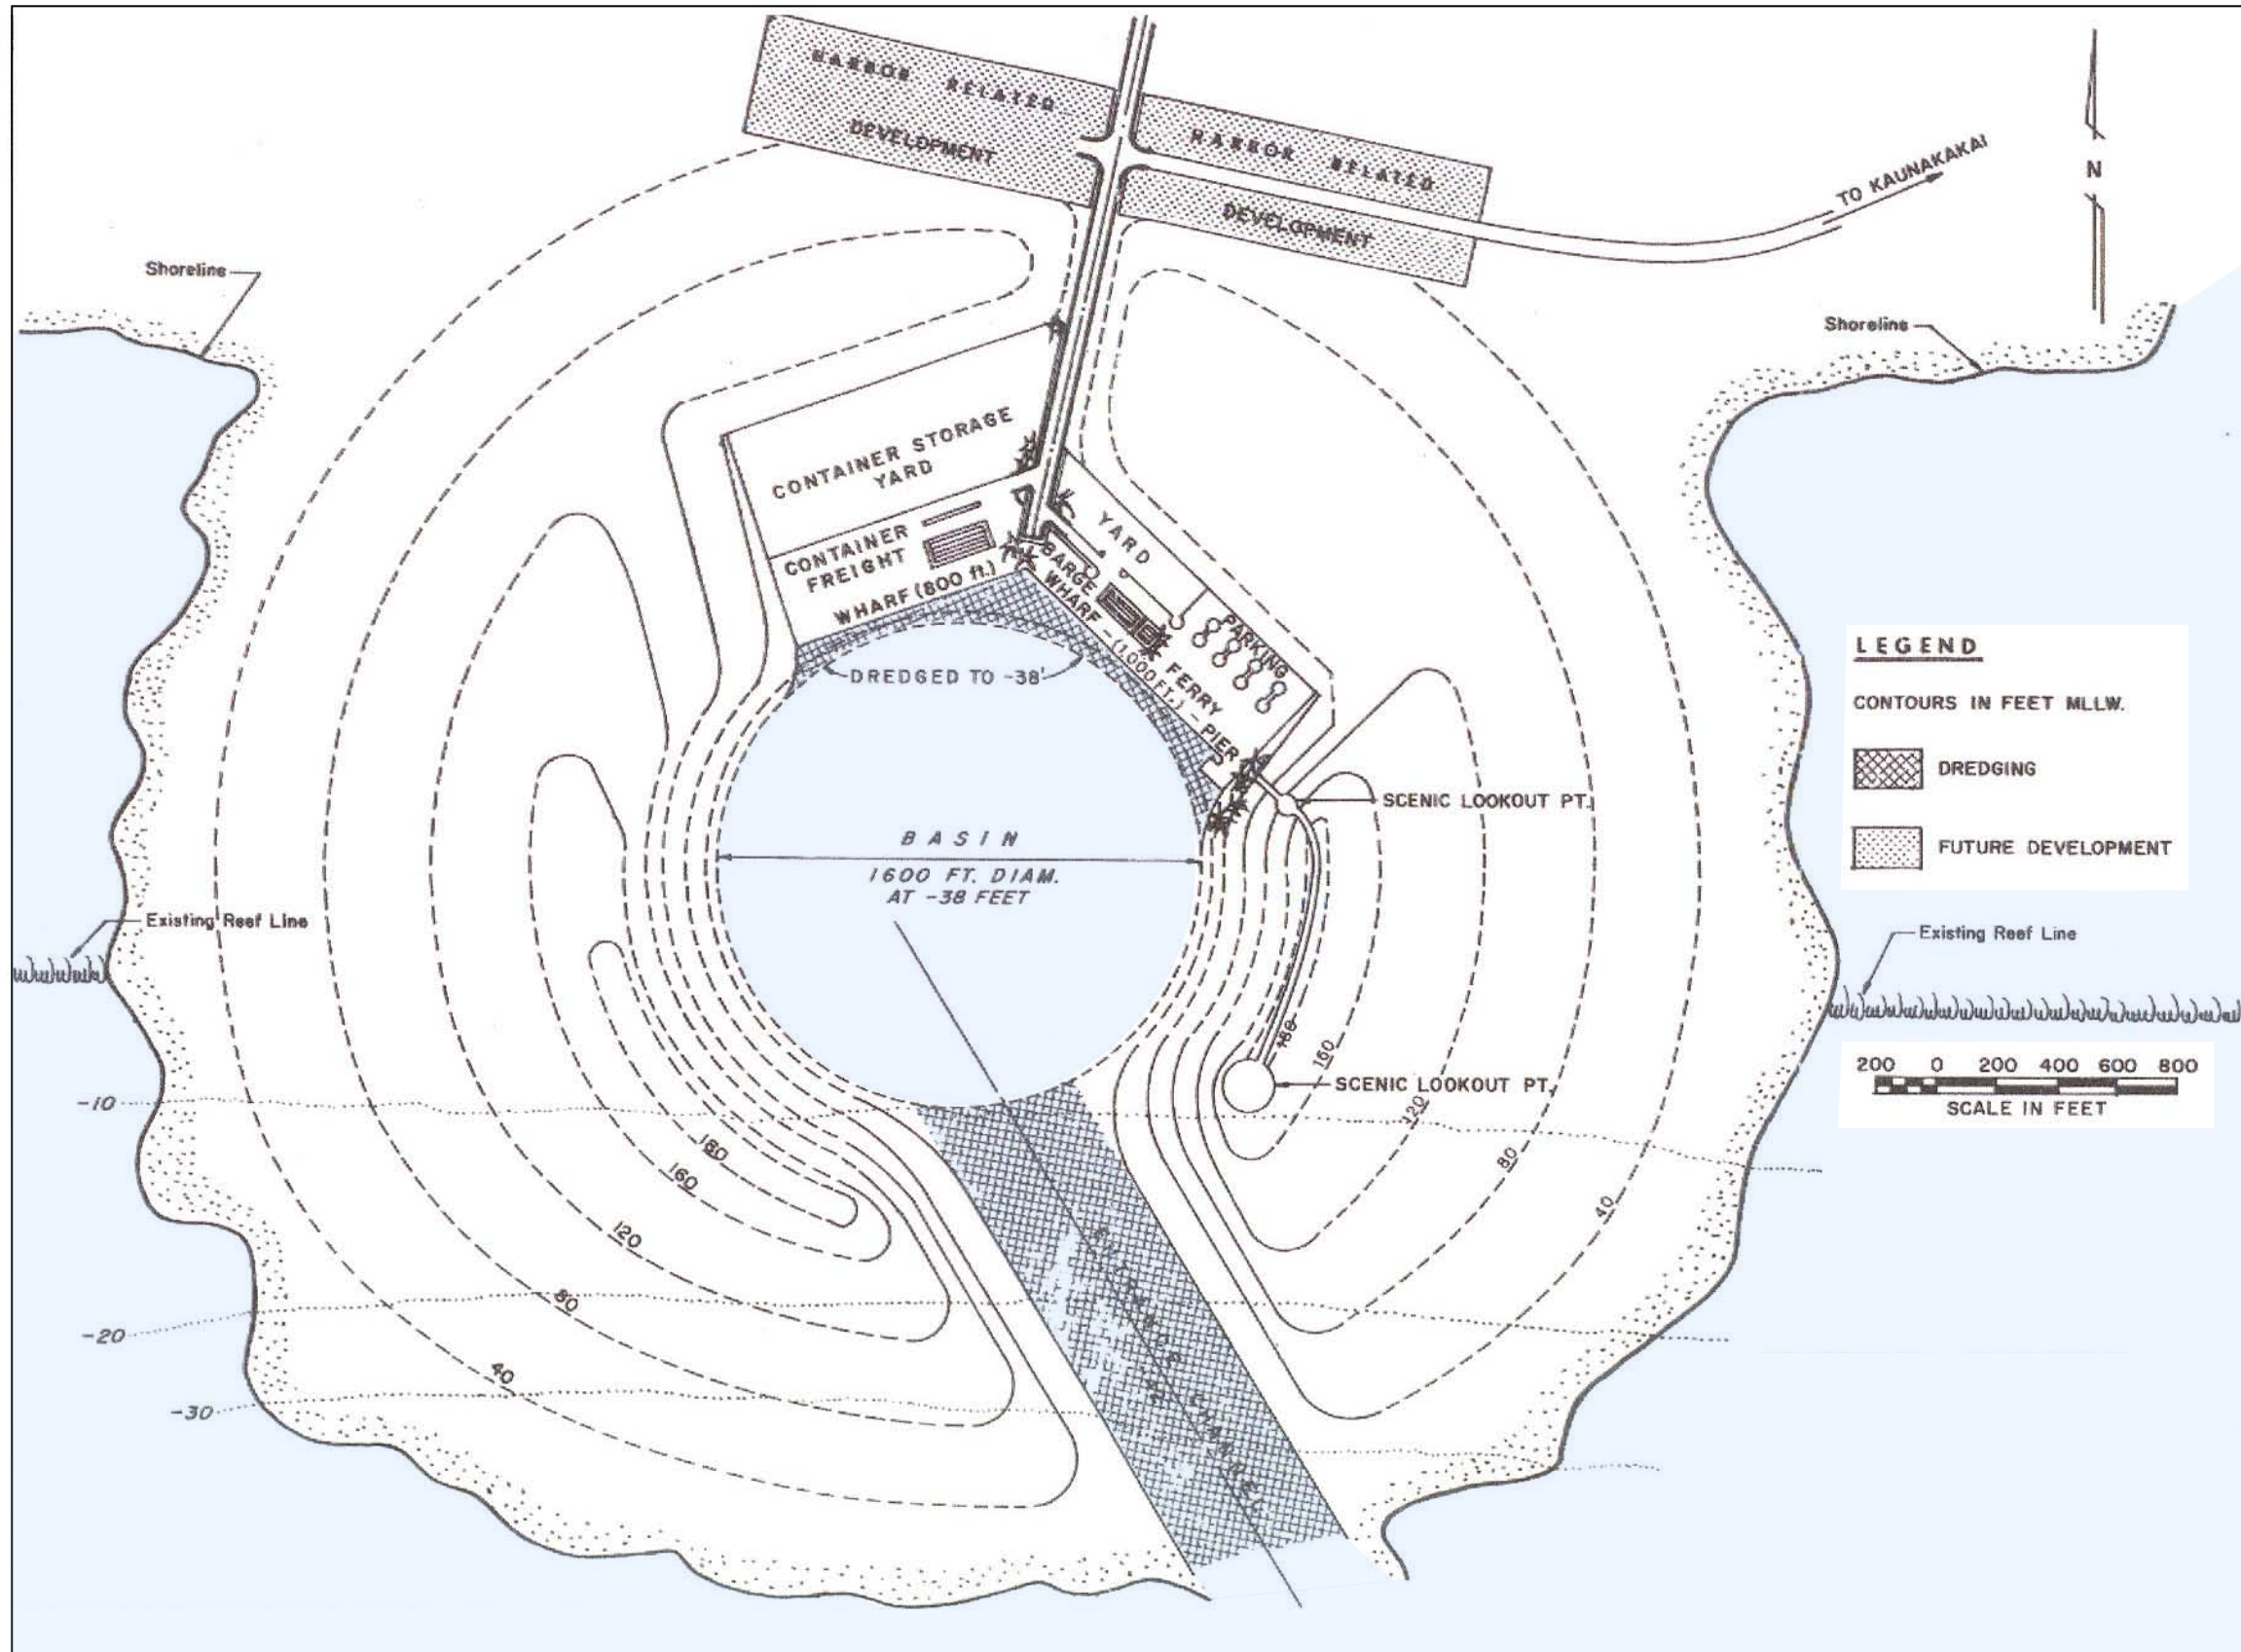 HARBOR RELATED
DEVELOPMENT
HARBOR RELATED
DEVELOPMENT
TO KAUNAKAKAI
N
Shoreline
Shoreline
CONTAINER STORAGE
YARD
CONTAINER
FREIGHT
WHARF (800 ft.)
YARD
BARGE
WHARF - (1,000 FT.) - PIER
FERRY
PARKING
DREDGED TO -38'
LEGEND
CONTOURS IN FEET MLLW.
DREDGING
FUTURE DEVELOPMENT
SCENIC LOOKOUT PT.
BASIN
1600 FT. DIAM.
AT -38 FEET
Existing Reef Line
Existing Reef Line
200 0 200 400 600 800
SCALE IN FEET
SCENIC LOOKOUT PT.
180
160
120
80
40
-10
180
160
120
80
40
-20
-30
ENTRANCE CHANNEL